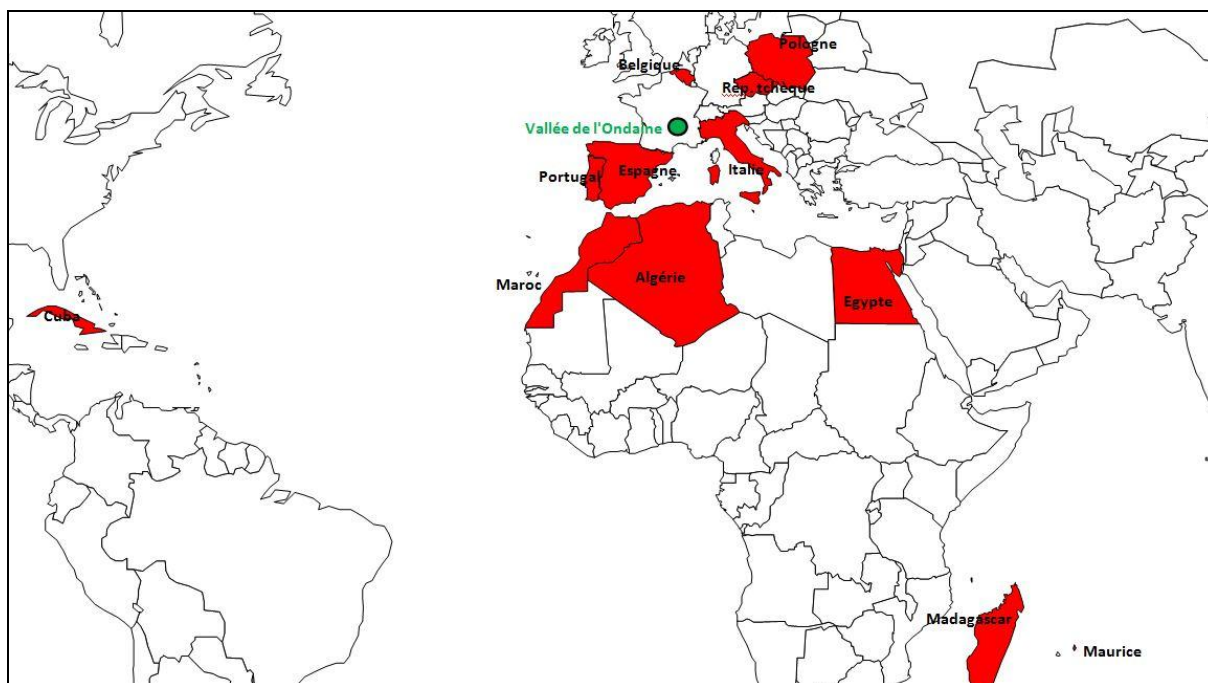 Pologne
Belgique
Rép. tchèque
Vallée de l'Ondaine
Portugal
Espagne
Italie
Maroc
Algérie
Egypte
Cuba
Madagascar
Maurice